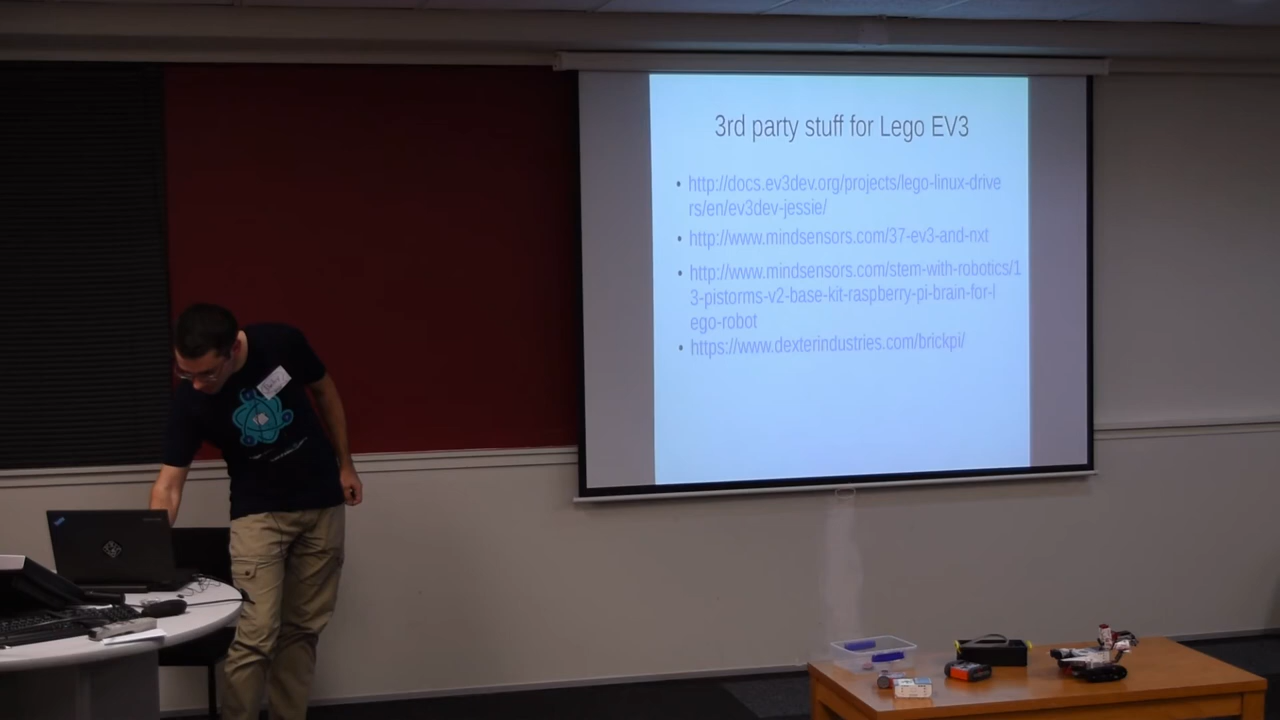 3rd party stuff for Lego EV3
• http://docs.ev3dev.org/projects/lego-linux-drive
rs/en/ev3dev-jessie/
• http://www.mindsensors.com/37-ev3-and-nxt
• http://www.mindsensors.com/stem-with-robotics/1
3-pistorms-v2-base-kit-raspberry-pi-brain-for-l
ego-robot
• https://www.dexterindustries.com/brickpi/